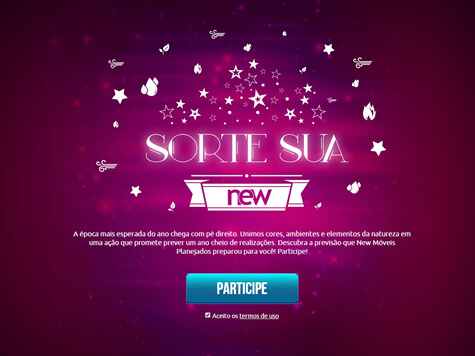 SORTE SUA
new
A época mais esperada do ano chega com pé direito. Unimos cores, ambientes e elementos da natureza em
uma ação que promete prever um ano cheio de realizações. Descubra a previsão que New Móveis
Planejados preparou para você! Participe!
PARTICIPE
Aceito os termos de uso